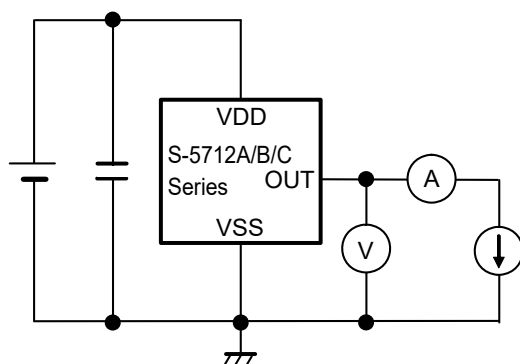 VDD
S-5712A/B/C
Series OUT
VSS
A
V